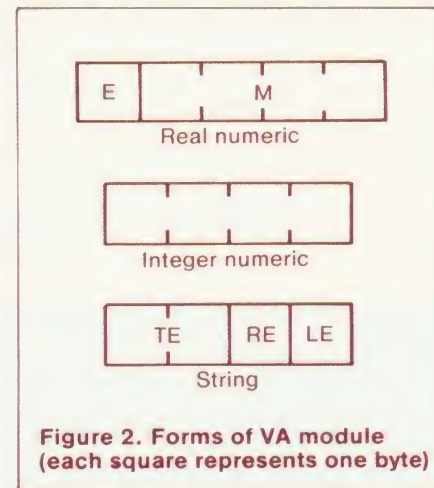 E M
Real numeric
Integer numeric
TE RE LE
String
Figure 2. Forms of VA module
(each square represents one byte)